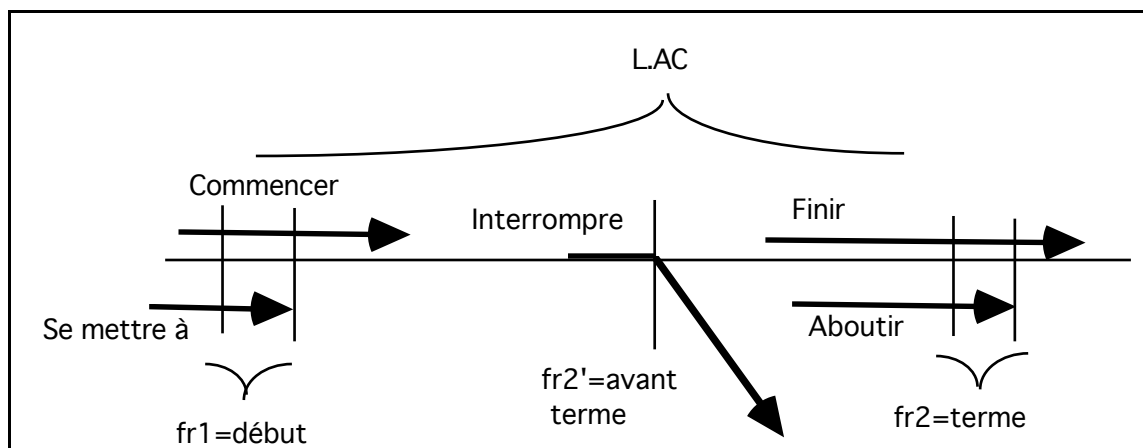 L.AC
Commencer
Interrompre
Finir
Se mettre à
Aboutir
fr1=début
fr2'=avant
terme
fr2=terme